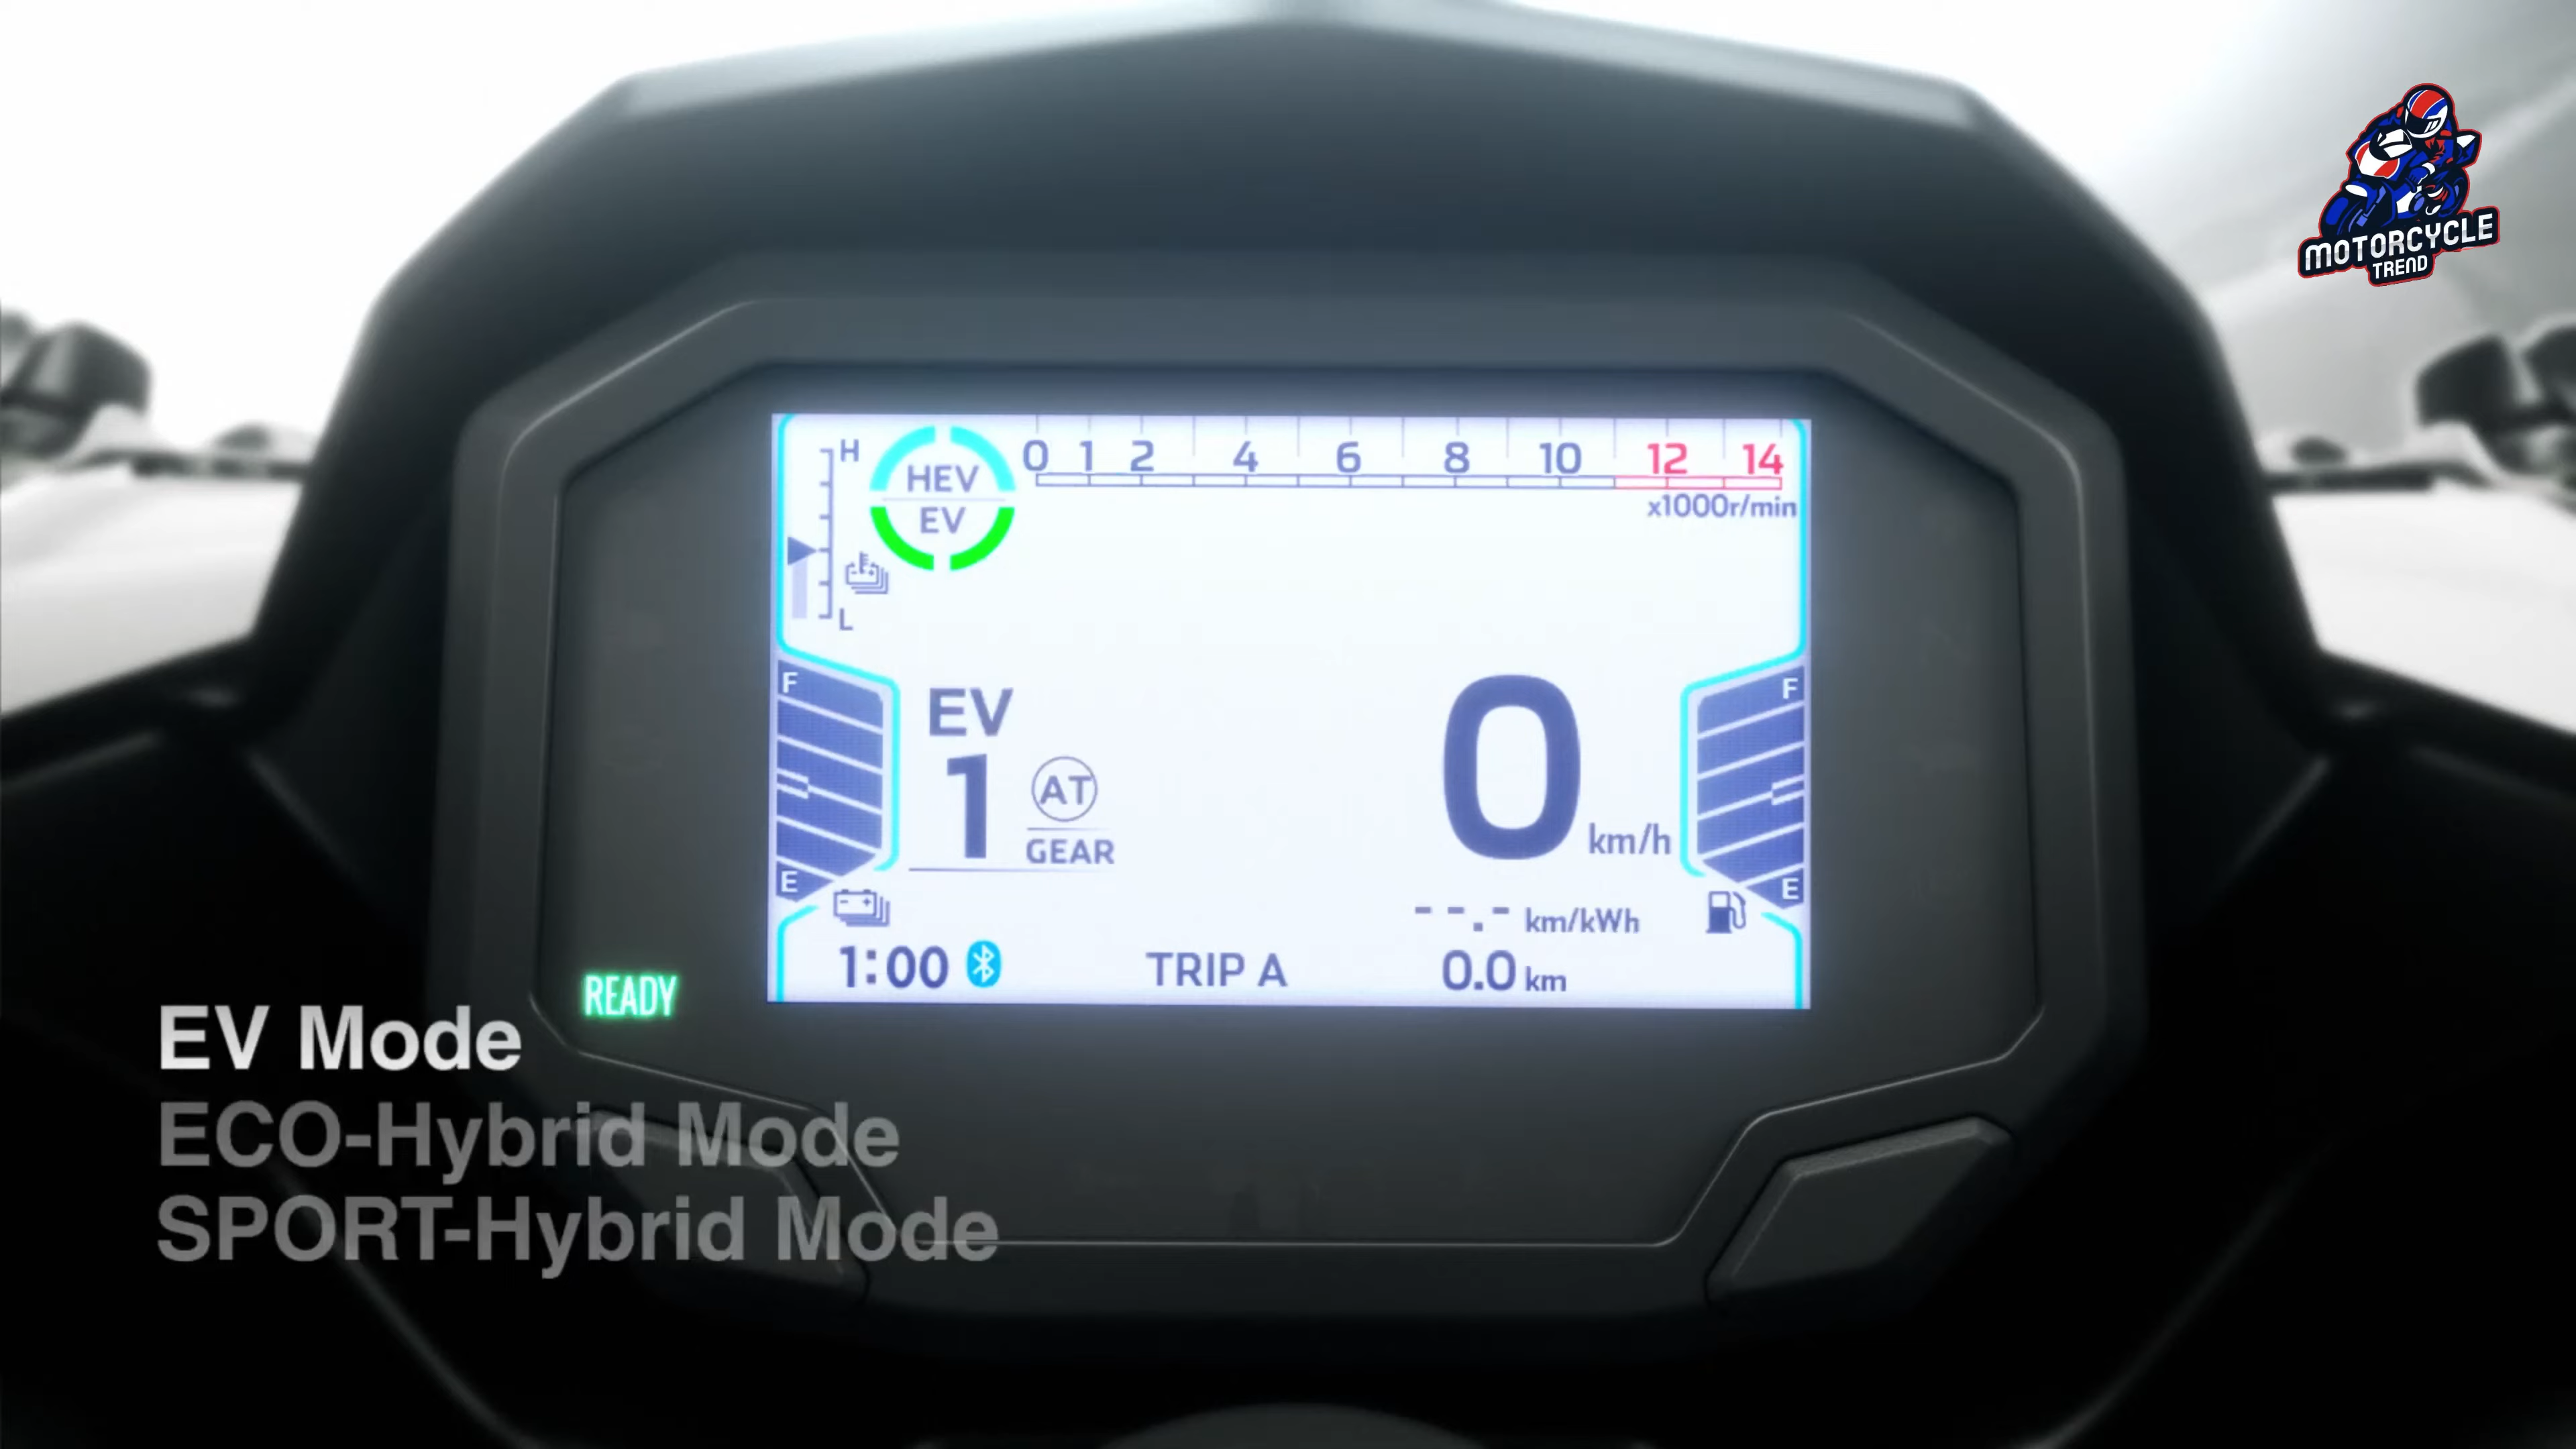 MOTORCYCLE
TREND
H
HEV
EV
L
0 1 2 4 6 8 10 12 14
x1000r/min
F
EV
1
AT
GEAR
E
0
km/h
F
E
--.- km/kWh
1:00
TRIP A
0.0 km
READY
EV Mode
ECO-Hybrid Mode
SPORT-Hybrid Mode